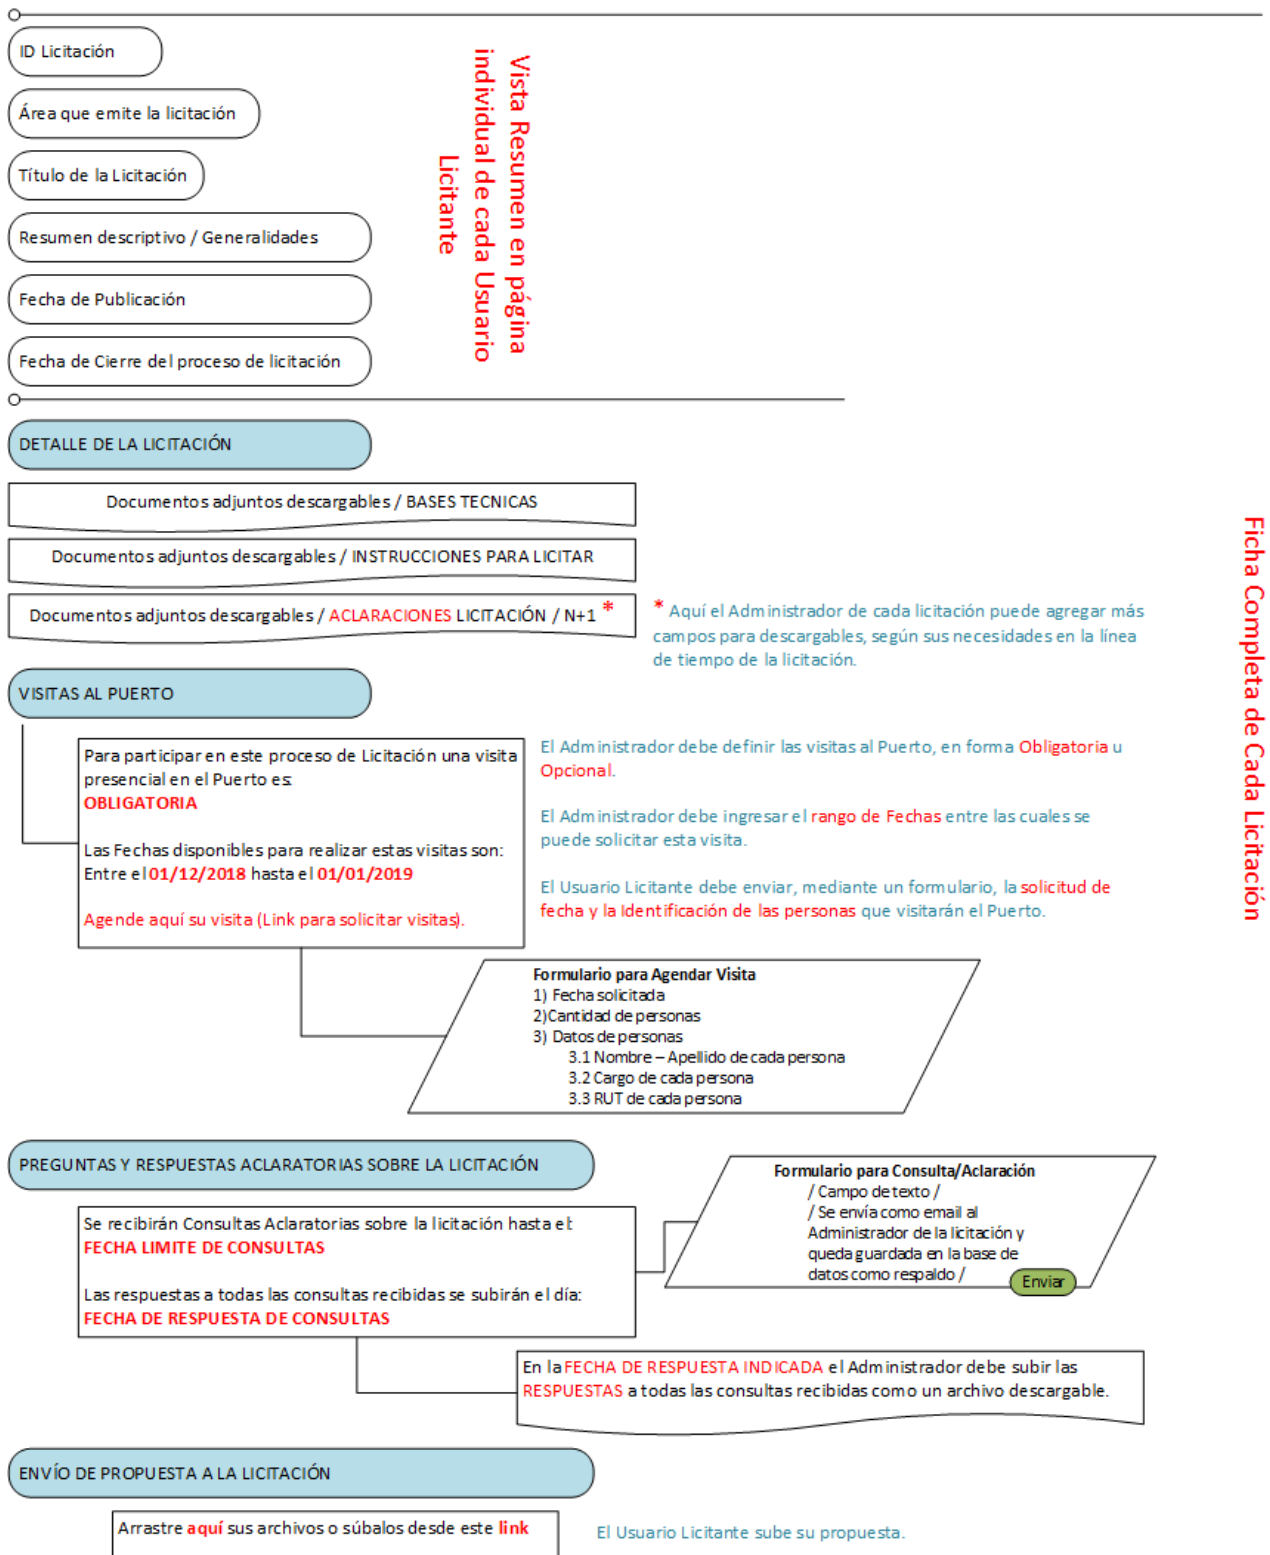 ID Licitación
Área que emite la licitación
Título de la Licitación
Resumen descriptivo / Generalidades
Fecha de Publicación
Fecha de Cierre del proceso de licitación
Vista Resumen en página
individual de cada Usuario
Licitante
DETALLE DE LA LICITACIÓN
Documentos adjuntos descargables / BASES TECNICAS
Documentos adjuntos descargables / INSTRUCCIONES PARA LICITAR
Documentos adjuntos descargables / ACLARACIONES LICITACIÓN / N+1 *
* Aquí el Administrador de cada licitación puede agregar más
campos para descargables, según sus necesidades en la línea
de tiempo de la licitación.
Ficha Completa de Cada Licitación
VISITAS AL PUERTO
Para participar en este proceso de Licitación una visita
presencial en el Puerto es:
OBLIGATORIA
Las Fechas disponibles para realizar estas visitas son:
Entre el 01/12/2018 hasta el 01/01/2019
Agende aquí su visita (Link para solicitar visitas).
El Administrador debe definir las visitas al Puerto, en forma Obligatoria u
Opcional.
El Administrador debe ingresar el rango de Fechas entre las cuales se
puede solicitar esta visita.
El Usuario Licitante debe enviar, mediante un formulario, la solicitud de
fecha y la Identificación de las personas que visitarán el Puerto.
Formulario para Agendar Visita
1) Fecha solicitada
2)Cantidad de personas
3) Datos de personas
3.1 Nombre – Apellido de cada persona
3.2 Cargo de cada persona
3.3 RUT de cada persona
PREGUNTAS Y RESPUESTAS ACLARATORIAS SOBRE LA LICITACIÓN
Se recibirán Consultas Aclaratorias sobre la licitación hasta el:
FECHA LIMITE DE CONSULTAS
Las respuestas a todas las consultas recibidas se subirán el día:
FECHA DE RESPUESTA DE CONSULTAS
Formulario para Consulta/Aclaración
/ Campo de texto /
/ Se envía como email al
Administrador de la licitación y
queda guardada en la base de
datos como respaldo /
Enviar
En la FECHA DE RESPUESTA INDICADA el Administrador debe subir las
RESPUESTAS a todas las consultas recibidas como un archivo descargable.
ENVÍO DE PROPUESTA A LA LICITACIÓN
Arrastre aquí sus archivos o súbalos desde este link
El Usuario Licitante sube su propuesta.